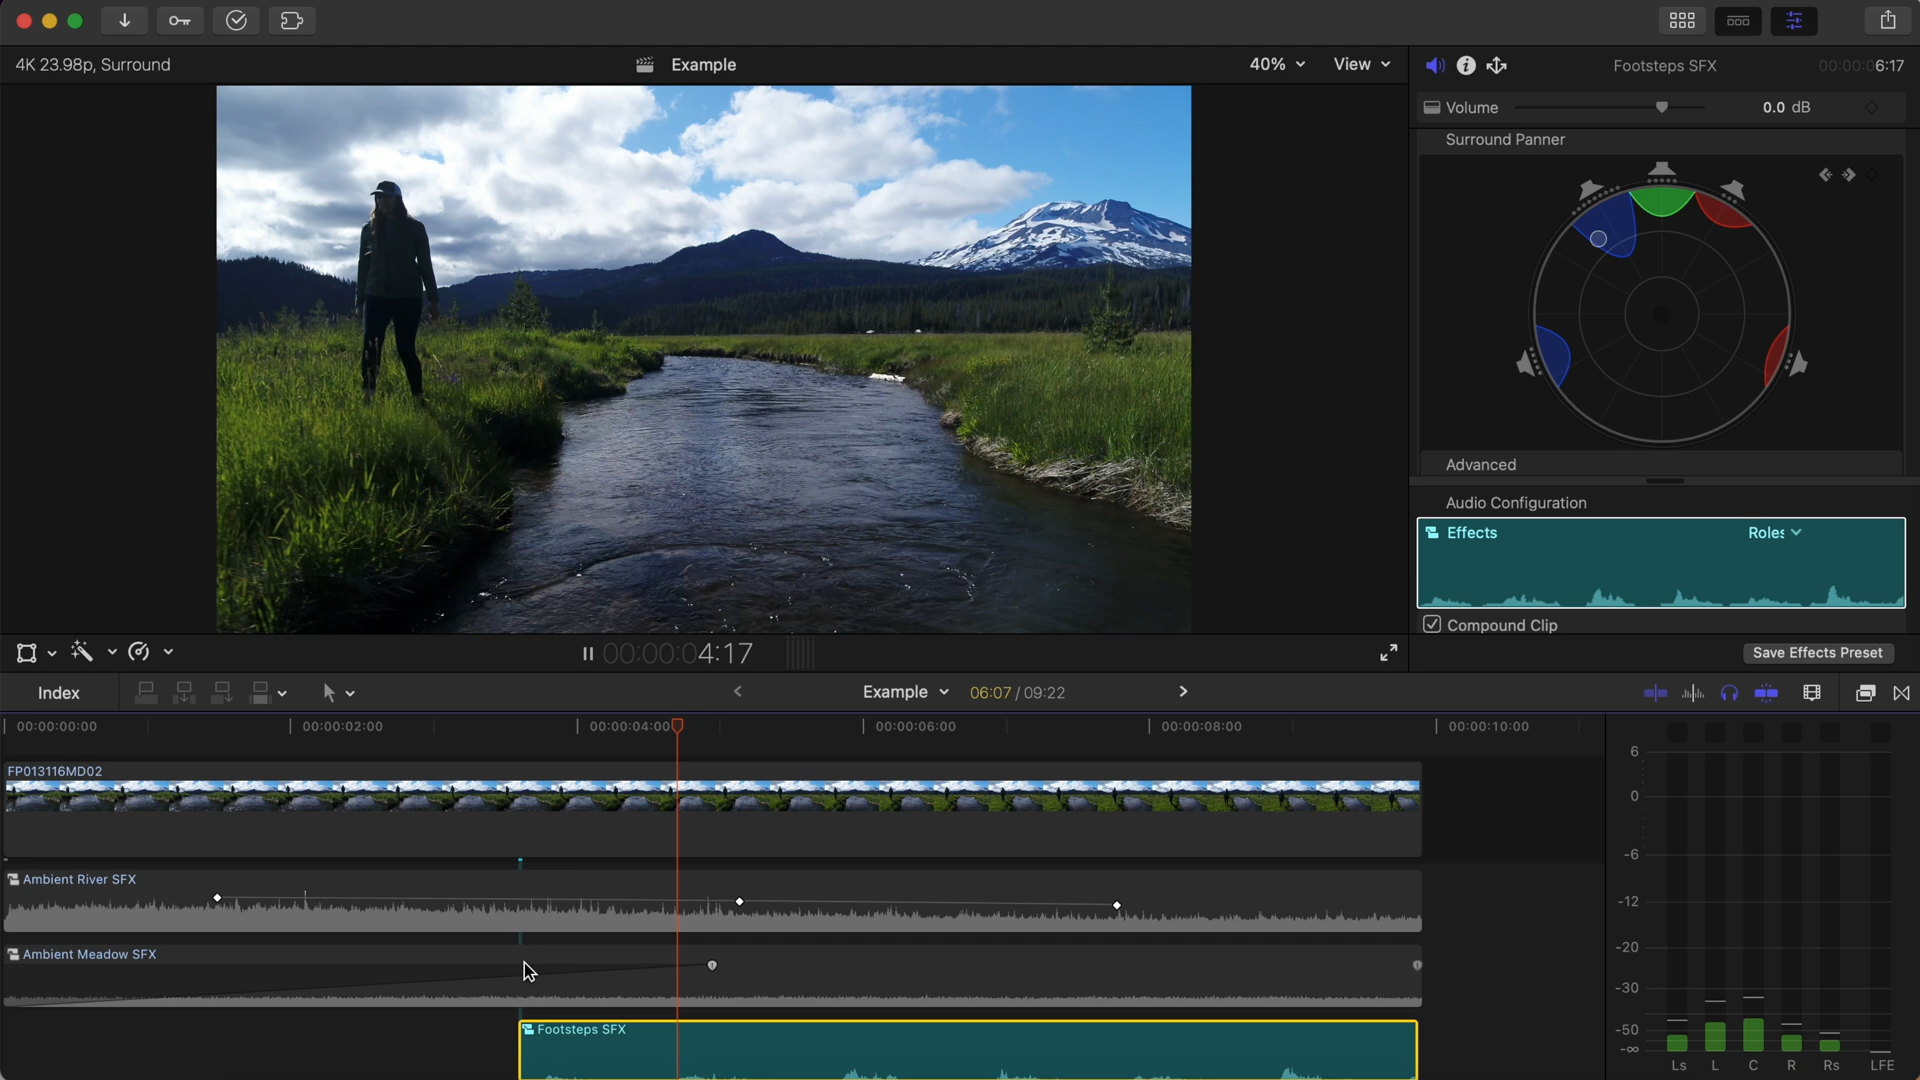 4K 23.98p, Surround
Example
40%
View
Footsteps SFX
00:00:06:17
Volume
0.0 dB
Surround Panner
Advanced
Audio Configuration
Effects
Roles
Compound Clip
00:00:04:17
Save Effects Preset
Index
Example
06:07 / 09:22
00:00:00:00
00:00:02:00
00:00:04:00
00:00:06:00
00:00:08:00
00:00:10:00
FP013116MD02
Ambient River SFX
Ambient Meadow SFX
Footsteps SFX
6
0
-6
-12
-20
-30
-50
-∞
Ls L C R Rs LFE